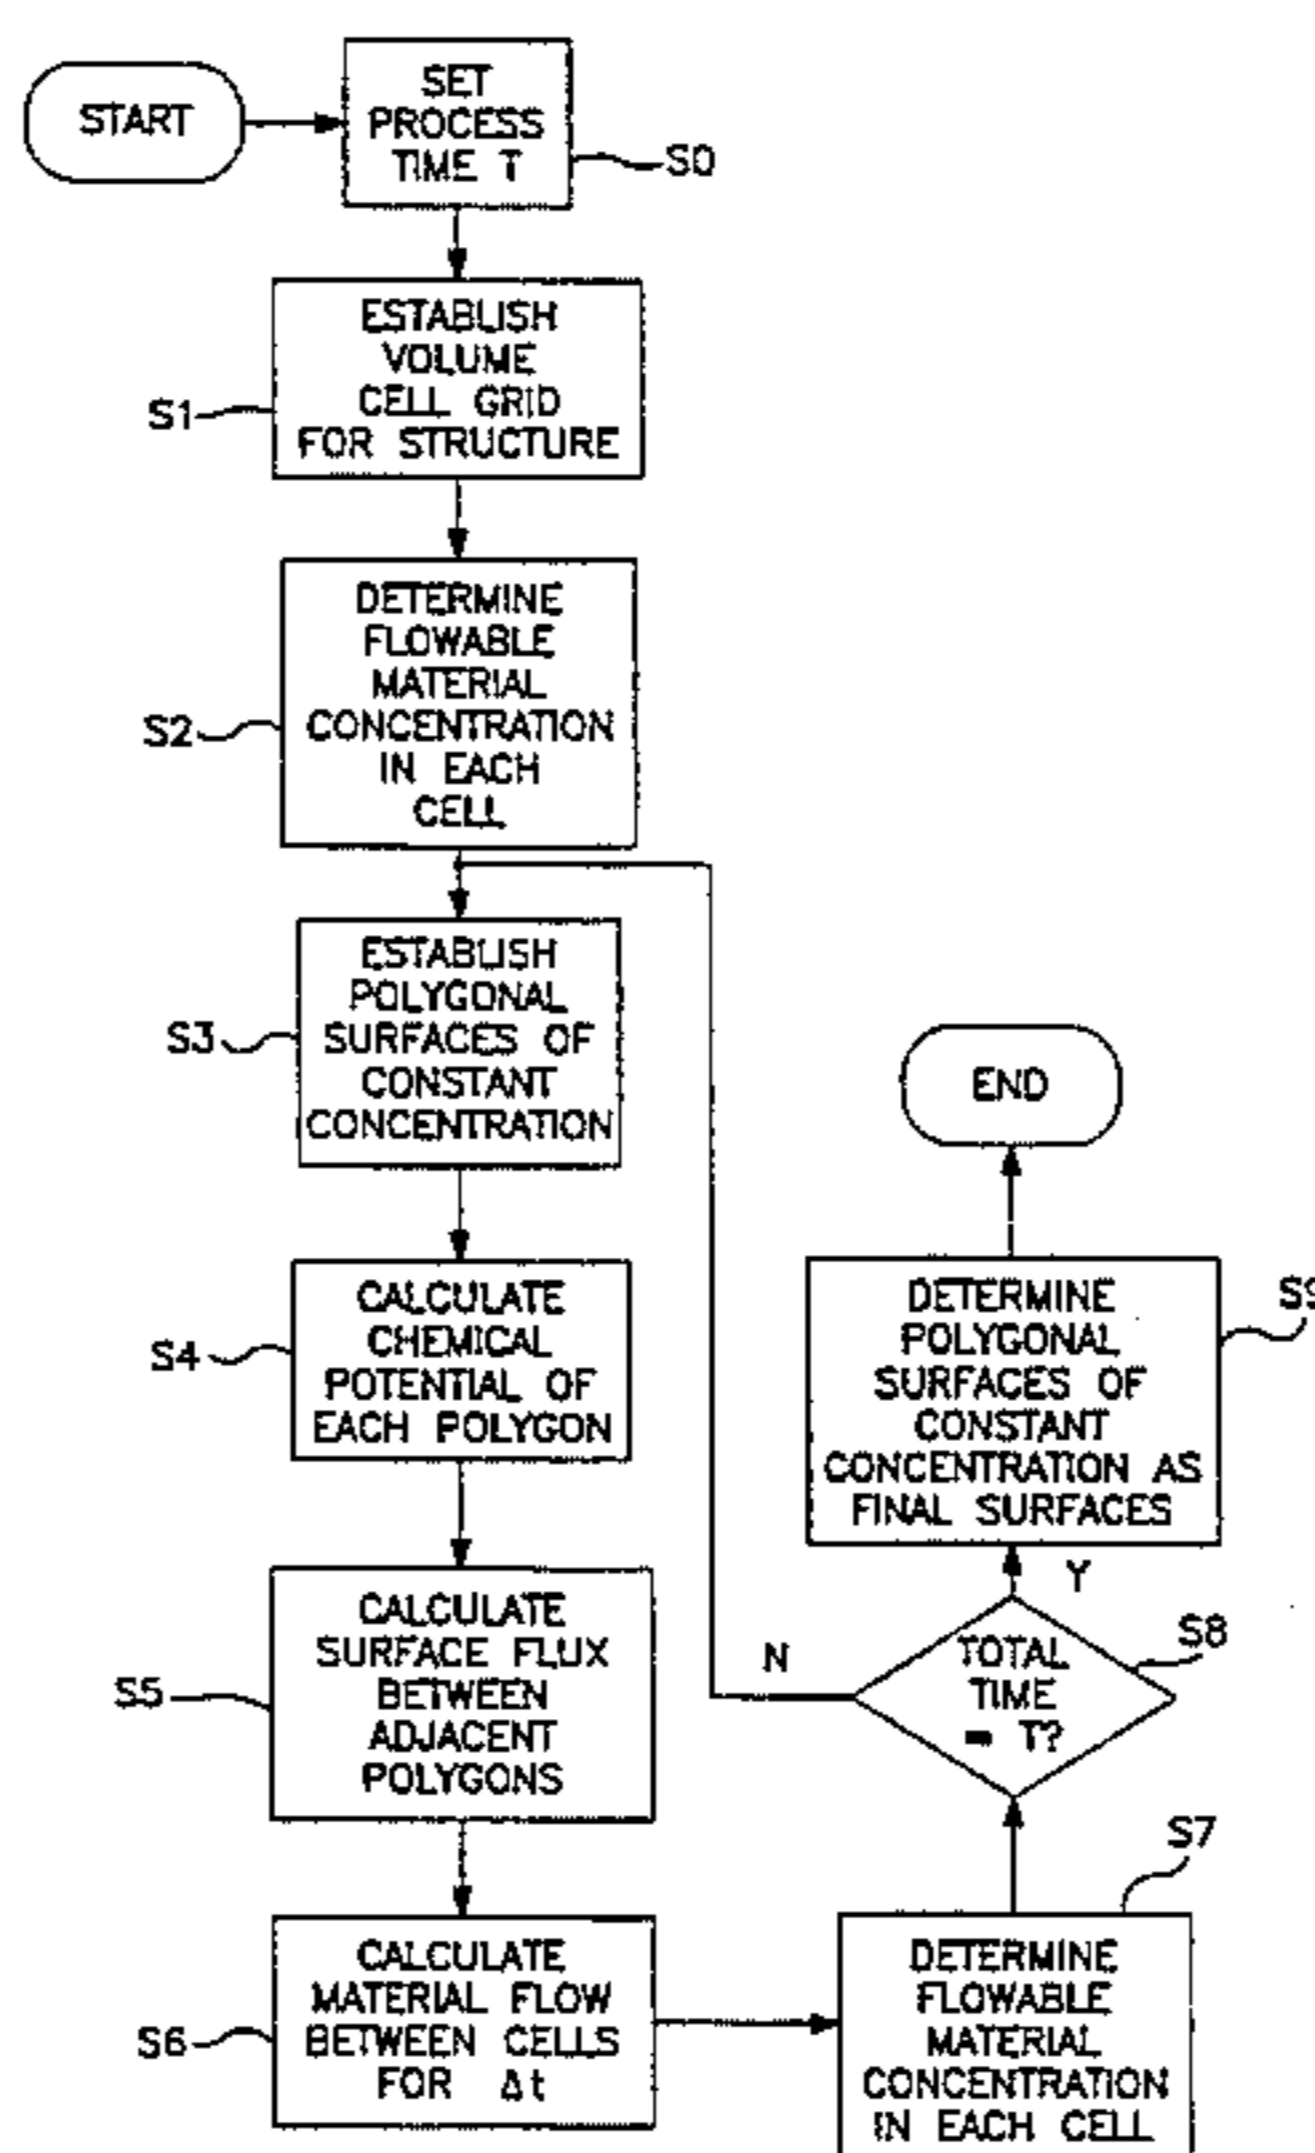 START
SET
PROCESS
TIME T
S0
ESTABLISH
VOLUME
CELL GRID
FOR STRUCTURE
S1
DETERMINE
FLOWABLE
MATERIAL
CONCENTRATION
IN EACH
CELL
S2
ESTABLISH
POLYGONAL
SURFACES OF
CONSTANT
CONCENTRATION
S3
CALCULATE
CHEMICAL
POTENTIAL OF
EACH POLYGON
S4
CALCULATE
SURFACE FLUX
BETWEEN
ADJACENT
POLYGONS
S5
CALCULATE
MATERIAL FLOW
BETWEEN CELLS
FOR Δt
S6
DETERMINE
FLOWABLE
MATERIAL
CONCENTRATION
IN EACH CELL
S7
TOTAL
TIME
= T?
S8
N
Y
DETERMINE
POLYGONAL
SURFACES OF
CONSTANT
CONCENTRATION AS
FINAL SURFACES
S9
END